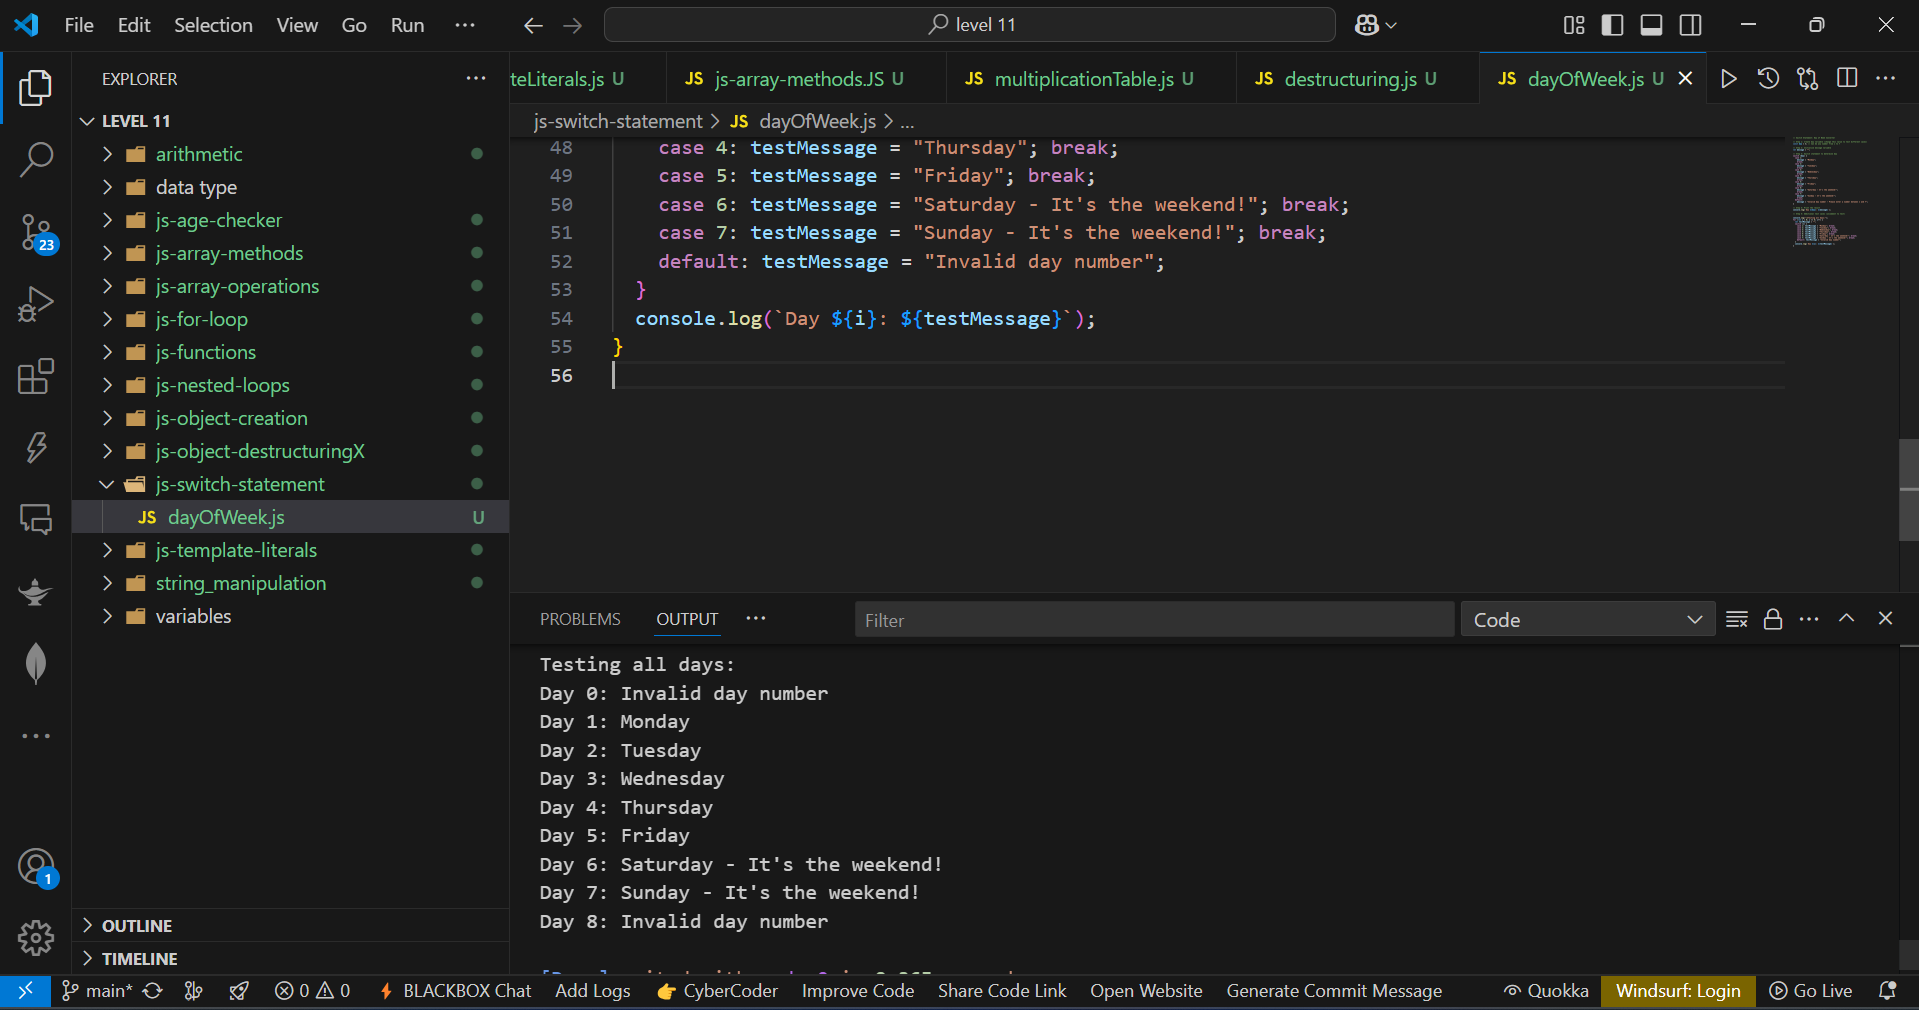 File Edit Selection View Go Run ··· level 11
EXPLORER ···
teLiterals.js U JS js-array-methods.JS U JS multiplicationTable.js U JS destructuring.js U JS dayOfWeek.js U ···
LEVEL 11
arithmetic
data type
js-age-checker
js-array-methods
js-array-operations
js-for-loop
js-functions
js-nested-loops
js-object-creation
js-object-destructuringX
js-switch-statement
JS dayOfWeek.js U
js-template-literals
string_manipulation
variables
OUTLINE
TIMELINE
23
1
js-switch-statement > JS dayOfWeek.js > ...
48 case 4: testMessage = "Thursday"; break;
49 case 5: testMessage = "Friday"; break;
50 case 6: testMessage = "Saturday - It's the weekend!"; break;
51 case 7: testMessage = "Sunday - It's the weekend!"; break;
52 default: testMessage = "Invalid day number";
53 }
54 console.log(`Day ${i}: ${testMessage}`);
55 }
56
PROBLEMS OUTPUT ··· Filter Code ···
Testing all days:
Day 0: Invalid day number
Day 1: Monday
Day 2: Tuesday
Day 3: Wednesday
Day 4: Thursday
Day 5: Friday
Day 6: Saturday - It's the weekend!
Day 7: Sunday - It's the weekend!
Day 8: Invalid day number
main* 0 0 BLACKBOX Chat Add Logs CyberCoder Improve Code Share Code Link Open Website Generate Commit Message Quokka Windsurf: Login Go Live